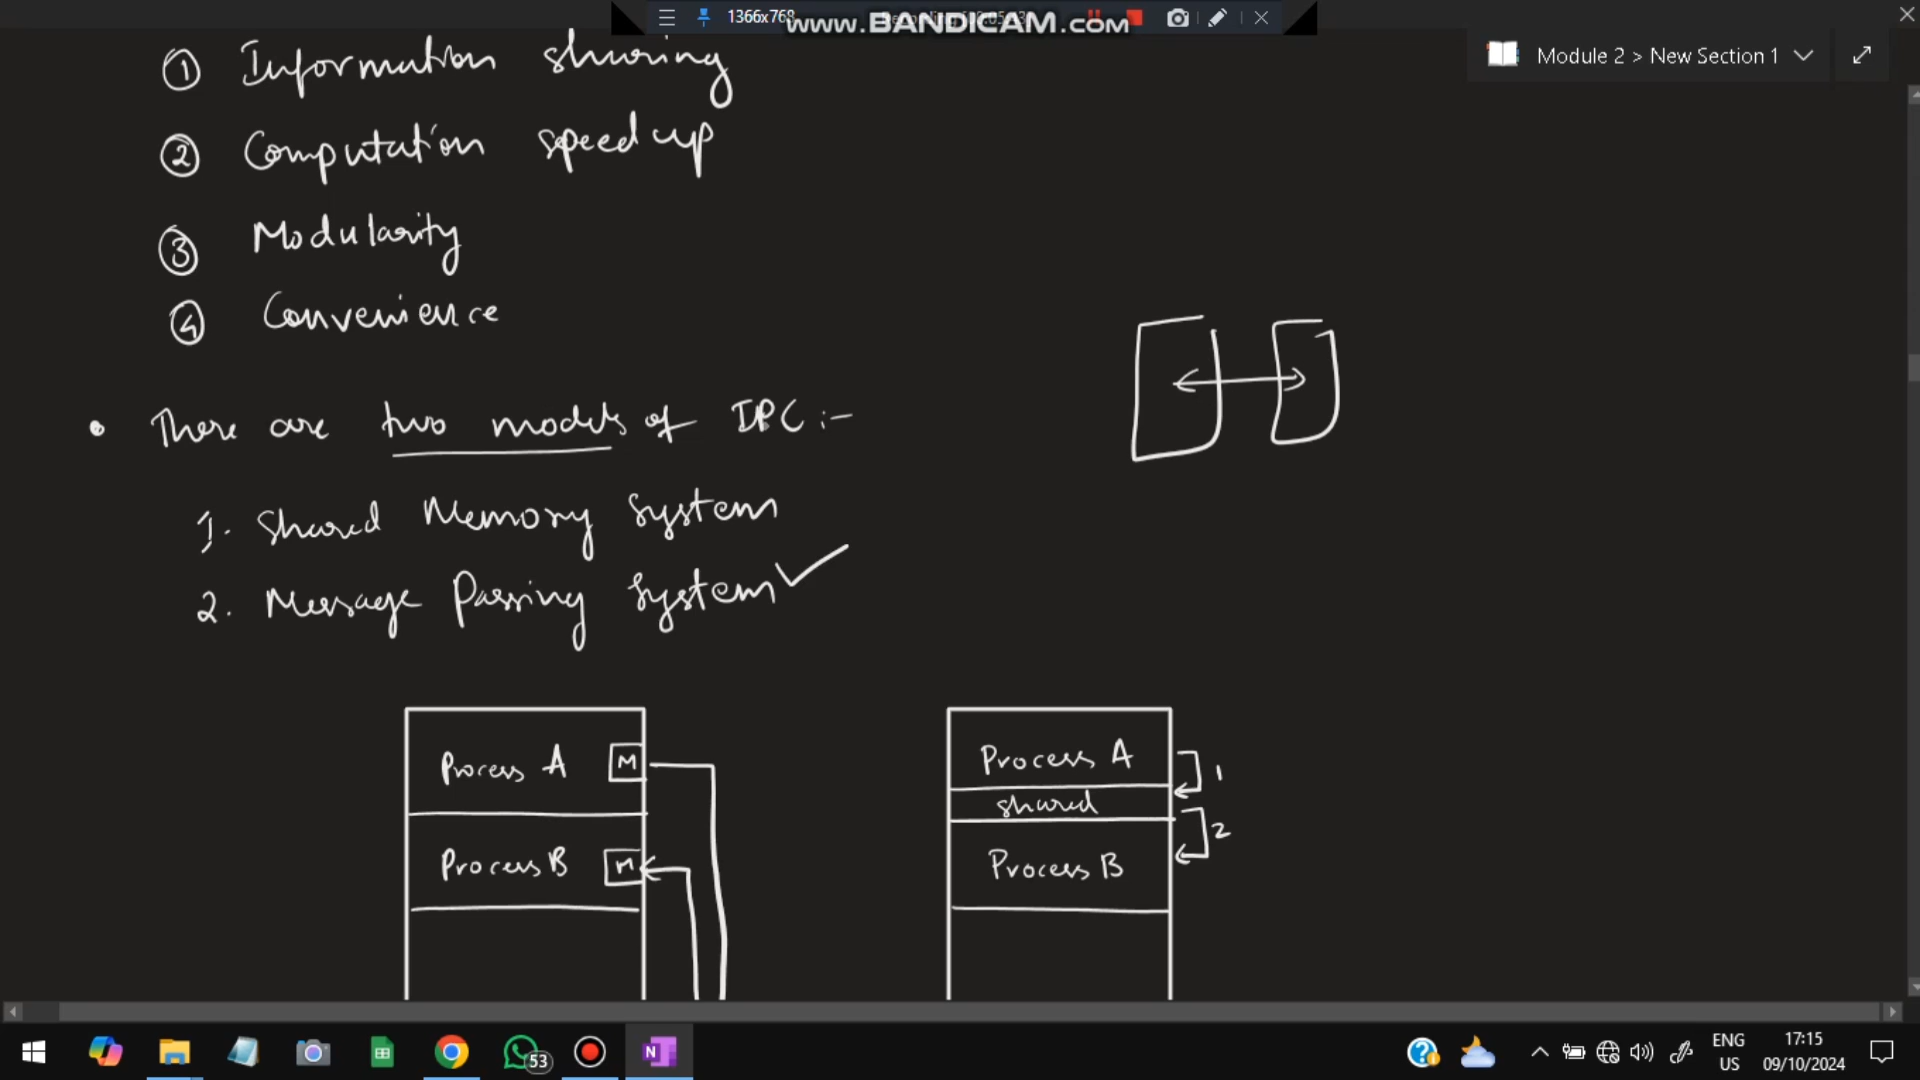 1366x768
www.BANDICAM.com
Module 2 > New Section 1
① Information sharing
② Computation speed up
③ Modularity
④ Convenience
• There are two models of IPC :-
1. Shared Memory System
2. Message Passing System ✓
Process A M
Process B M
Process A
shared
Process B
1
2
53
ENG
US
17:15
09/10/2024